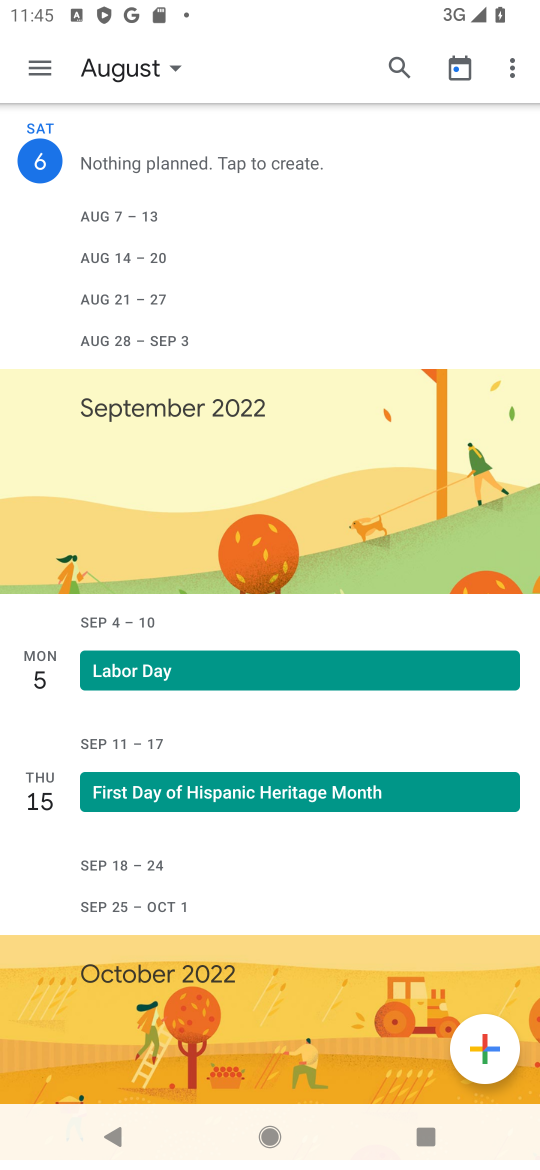 11:45
3G
August
SAT
6
Nothing planned. Tap to create.
AUG 7 – 13
AUG 14 – 20
AUG 21 – 27
AUG 28 – SEP 3
September 2022
SEP 4 – 10
MON
5
Labor Day
SEP 11 – 17
THU
15
First Day of Hispanic Heritage Month
SEP 18 – 24
SEP 25 – OCT 1
October 2022